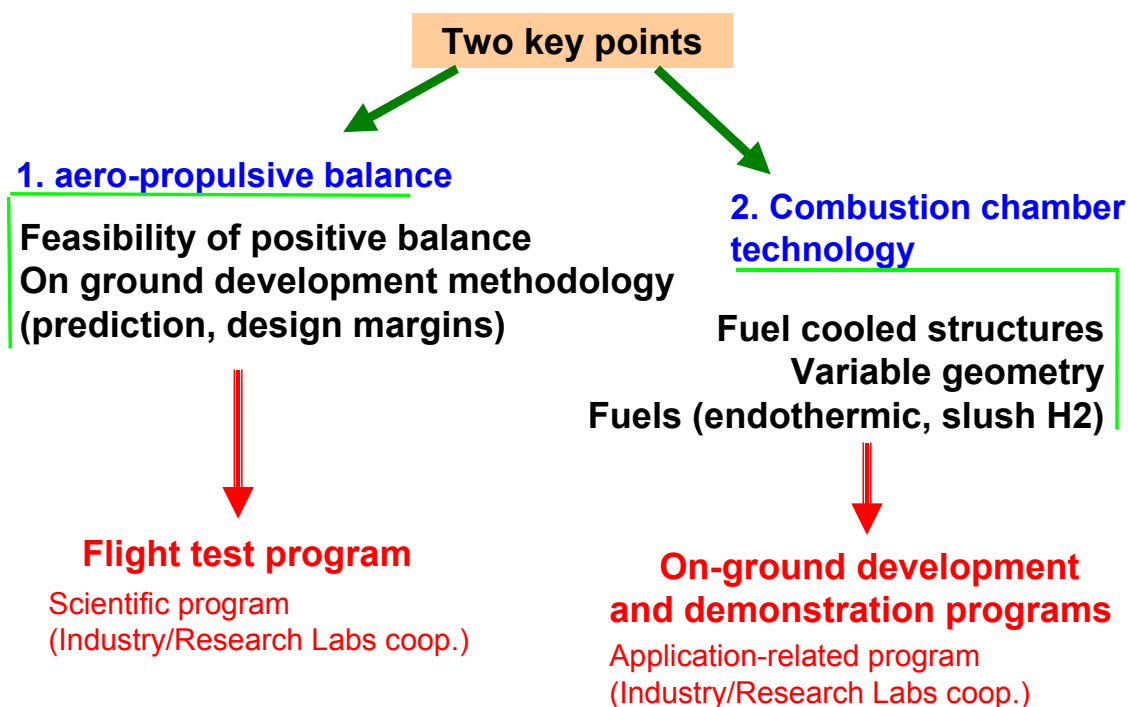 Two key points
1. aero-propulsive balance
Feasibility of positive balance
On ground development methodology
(prediction, design margins)
Flight test program
Scientific program
(Industry/Research Labs coop.)
2. Combustion chamber
technology
Fuel cooled structures
Variable geometry
Fuels (endothermic, slush H2)
On-ground development
and demonstration programs
Application-related program
(Industry/Research Labs coop.)